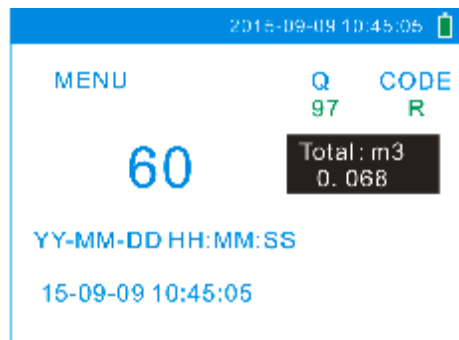 2015-09-09 10:45:05
MENU Q CODE
97 R
60 Total: m3
0. 068
YY-MM-DD HH:MM:SS
15-09-09 10:45:05